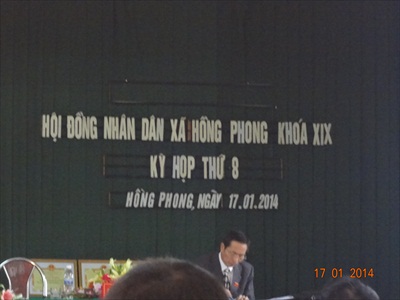 HỘI ĐỒNG NHÂN DÂN XÃ HỒNG PHONG KHÓA XIX
KỲ HỌP THỨ 8
HỒNG PHONG, NGÀY 17.01.2014
17 01 2014